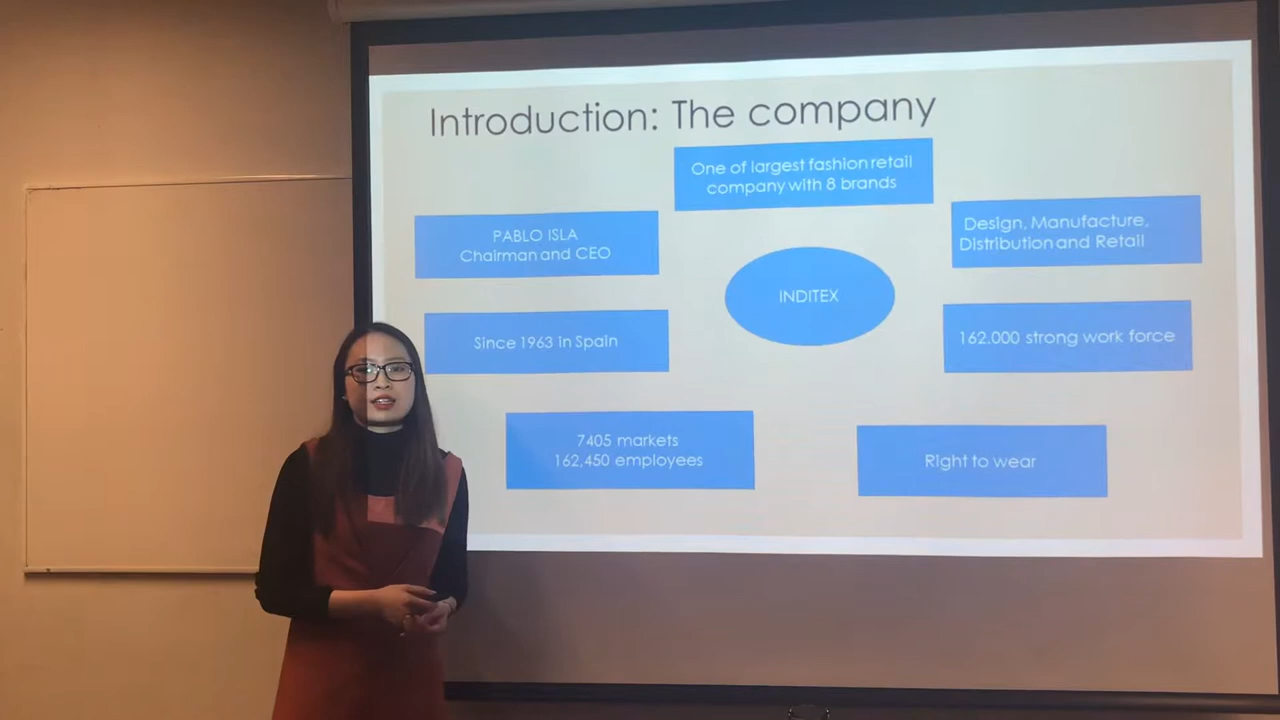 Introduction: The company
One of largest fashion retail
company with 8 brands
PABLO ISLA
Chairman and CEO
Design, Manufacture,
Distribution and Retail
INDITEX
Since 1963 in Spain
162.000 strong work force
7405 markets
162,450 employees
Right to wear